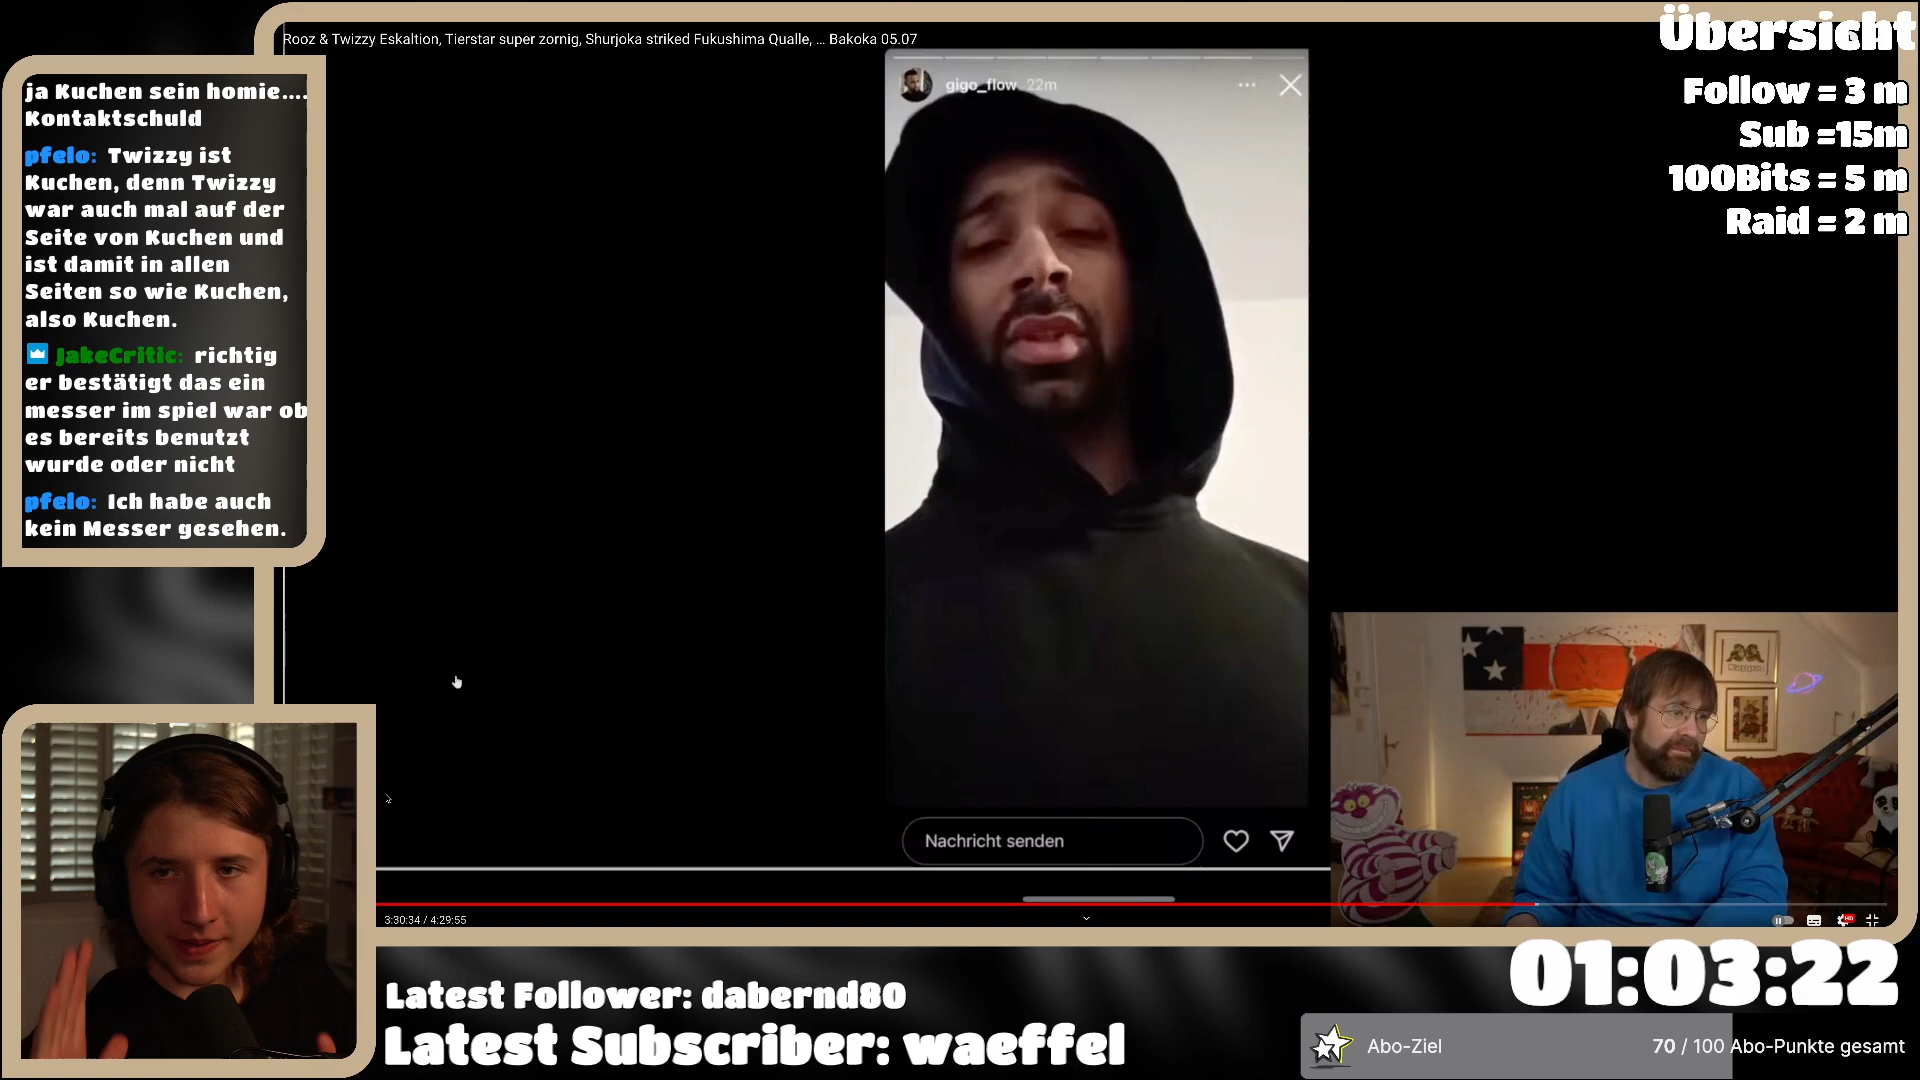 Rooz & Twizzy Eskaltion, Tierstar super zornig, Shurjoka striked Fukushima Qualle, ... Bakoka 05.07
ja Kuchen sein homie....
Kontaktschuld
pfelo: Twizzy ist
Kuchen, denn Twizzy
war auch mal auf der
Seite von Kuchen und
ist damit in allen
Seiten so wie Kuchen,
also Kuchen.
JakeCritic: richtig
er bestätigt das ein
messer im spiel war ob
es bereits benutzt
wurde oder nicht
pfelo: Ich habe auch
kein Messer gesehen.
gigo_flow 22m
Nachricht senden
Übersicht
Follow = 3 m
Sub =15m
100Bits = 5 m
Raid = 2 m
Kappa
3:30:34 / 4:29:55
HD
01:03:22
Latest Follower: dabernd80
Latest Subscriber: waeffel
Abo-Ziel
70 / 100 Abo-Punkte gesamt